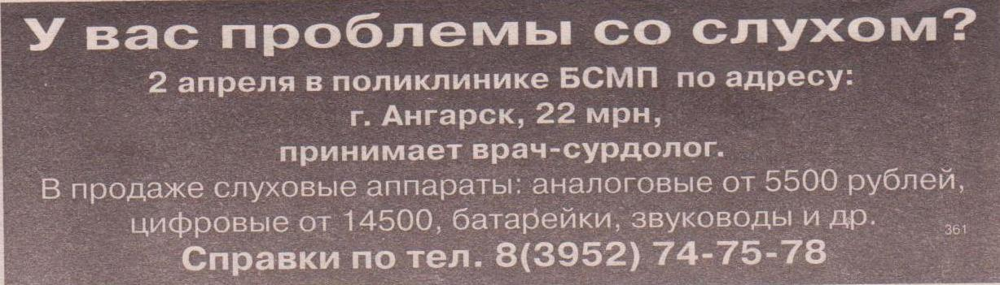 У вас проблемы со слухом?
2 апреля в поликлинике БСМП по адресу:
г. Ангарск, 22 мрн,
принимает врач-сурдолог.
В продаже слуховые аппараты: аналоговые от 5500 рублей,
цифровые от 14500, батарейки, звуководы и др.
361
Справки по тел. 8(3952) 74-75-78